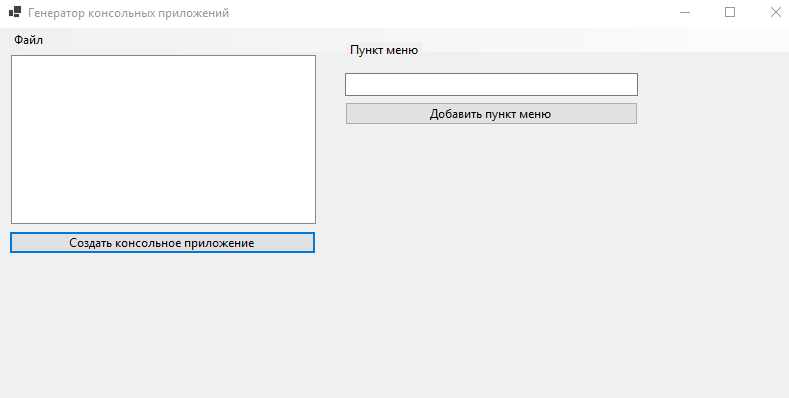 Генератор консольных приложений
Файл
Пункт меню
Добавить пункт меню
Создать консольное приложение